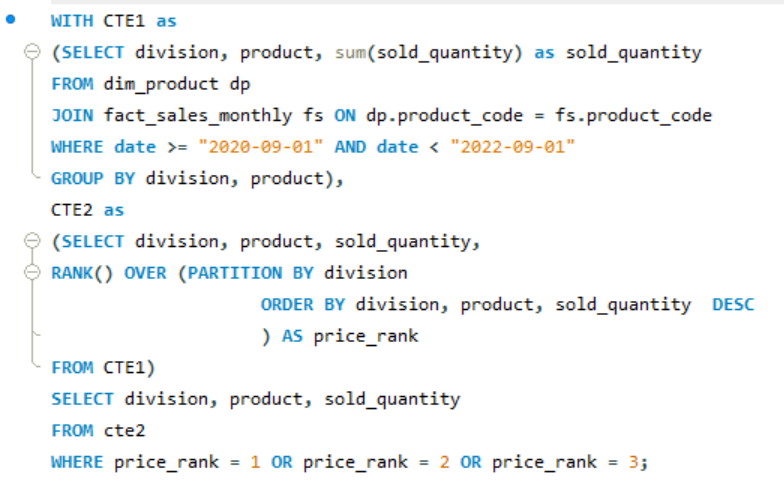 WITH CTE1 as
(SELECT division, product, sum(sold_quantity) as sold_quantity
FROM dim_product dp
JOIN fact_sales_monthly fs ON dp.product_code = fs.product_code
WHERE date >= "2020-09-01" AND date < "2022-09-01"
GROUP BY division, product),
CTE2 as
(SELECT division, product, sold_quantity,
RANK() OVER (PARTITION BY division
ORDER BY division, product, sold_quantity DESC
) AS price_rank
FROM CTE1)
SELECT division, product, sold_quantity
FROM cte2
WHERE price_rank = 1 OR price_rank = 2 OR price_rank = 3;